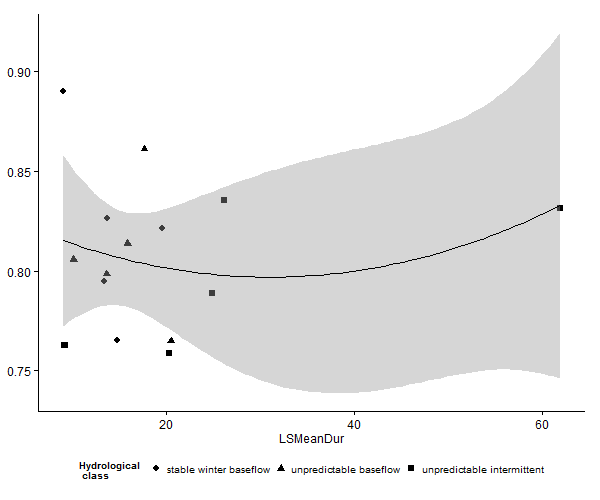 0.90
0.85
0.80
0.75
20 40 60
LSMeanDur
Hydrological class stable winter baseflow unpredictable baseflow unpredictable intermittent